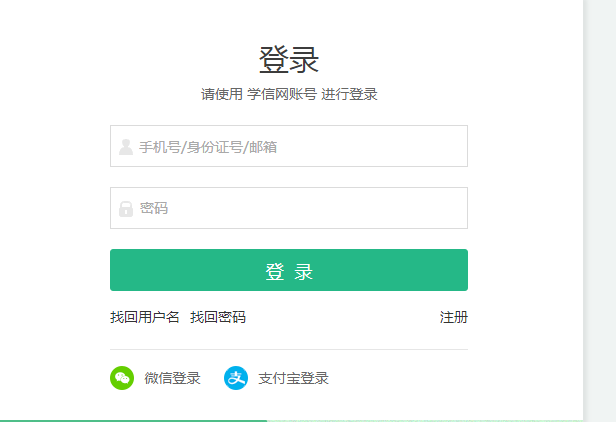 登录
请使用 学信网账号 进行登录
手机号/身份证号/邮箱
密码
登 录
找回用户名 找回密码 注册
微信登录 支付宝登录